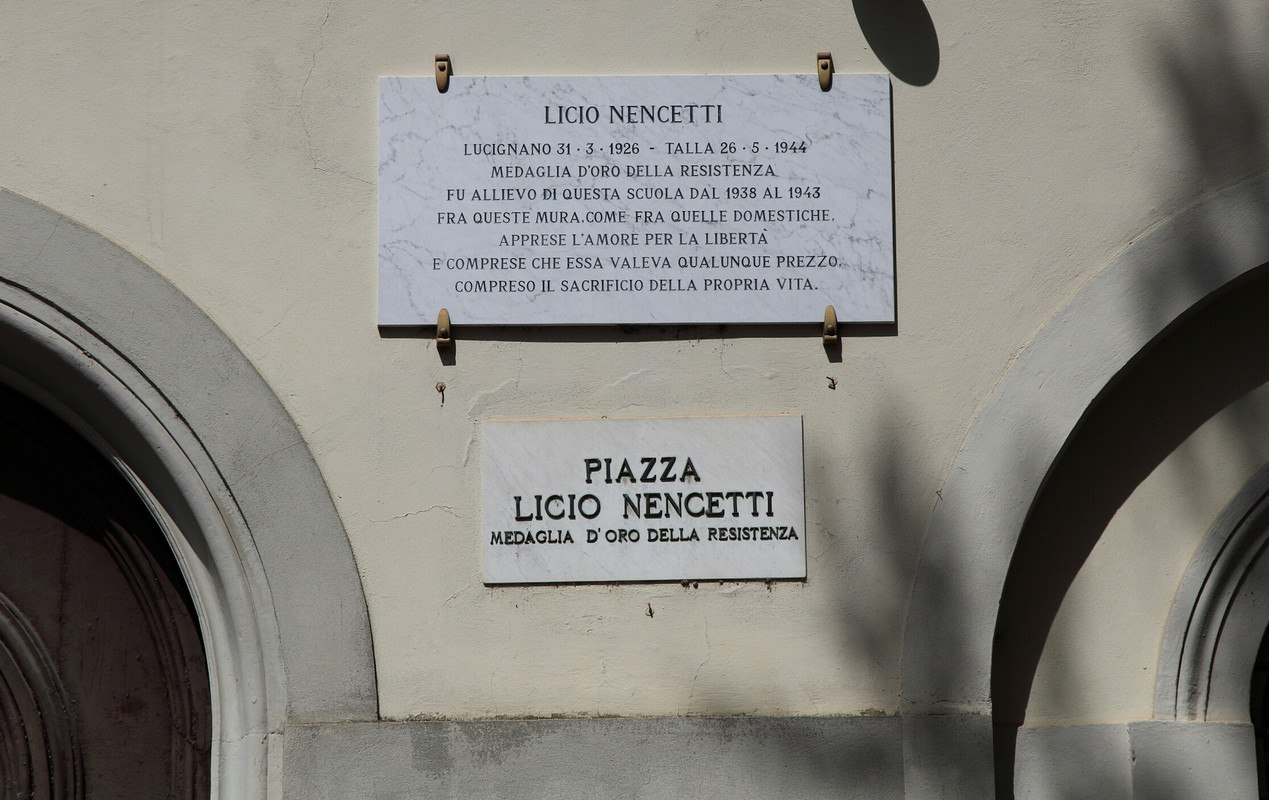 LICIO NENCETTI
LUCIGNANO 31 · 3 · 1926 - TALLA 26 · 5 · 1944
MEDAGLIA D'ORO DELLA RESISTENZA
FU ALLIEVO DI QUESTA SCUOLA DAL 1938 AL 1943
FRA QUESTE MURA, COME FRA QUELLE DOMESTICHE,
APPRESE L'AMORE PER LA LIBERTÀ
E COMPRESE CHE ESSA VALEVA QUALUNQUE PREZZO,
COMPRESO IL SACRIFICIO DELLA PROPRIA VITA.
PIAZZA
LICIO NENCETTI
MEDAGLIA D'ORO DELLA RESISTENZA